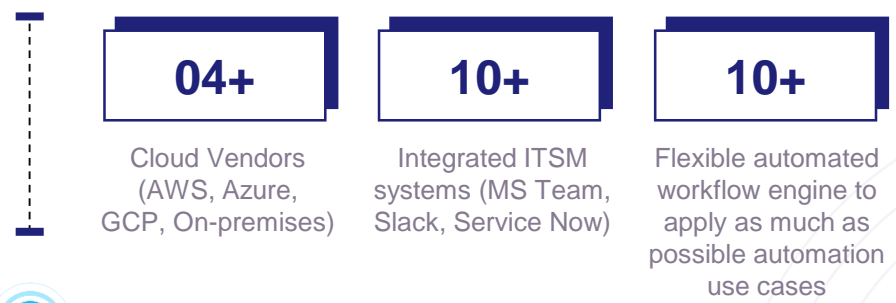 04+
Cloud Vendors
(AWS, Azure,
GCP, On-premises)
10+
Integrated ITSM
systems (MS Team,
Slack, Service Now)
10+
Flexible automated
workflow engine to
apply as much as
possible automation
use cases